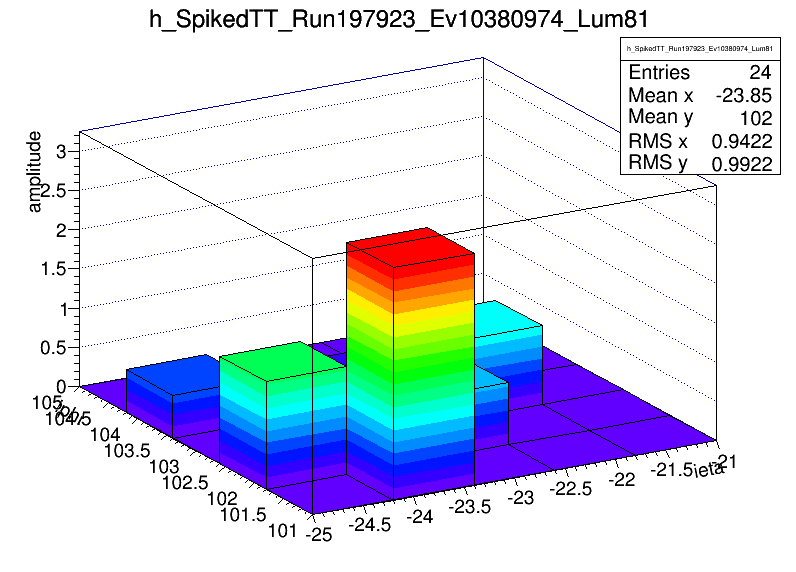 h_SpikedTT_Run197923_Ev10380974_Lum81
h_SpikedTT_Run197923_Ev10380974_Lum81
Entries 24
Mean x -23.85
Mean y 102
RMS x 0.9422
RMS y 0.9922
amplitude
3
2.5
2
1.5
1
0.5
0
105
104.5
104
103.5
103
102.5
102
101.5
101
-25
-24.5
-24
-23.5
-23
-22.5
-22
-21.5
-21
ieta